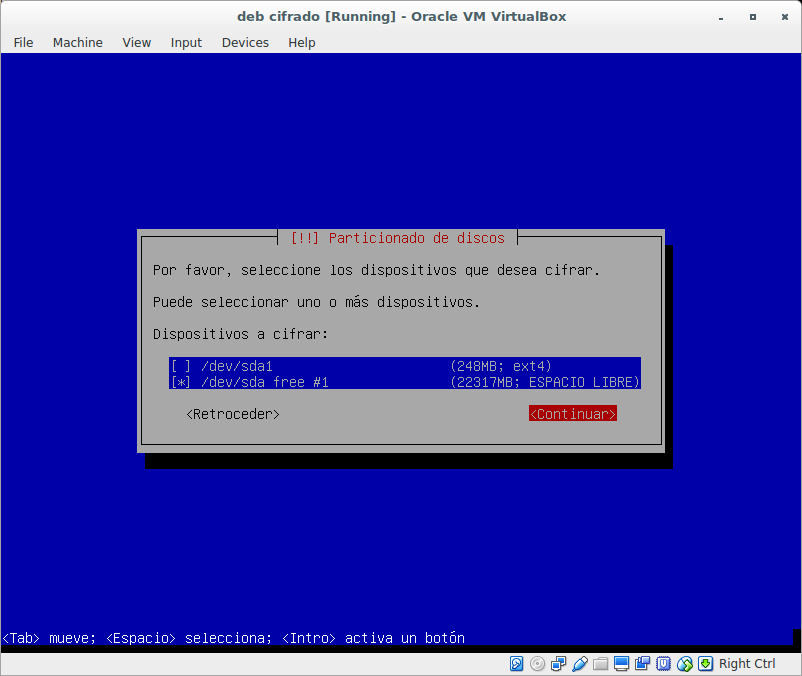 deb cifrado [Running] - Oracle VM VirtualBox
File Machine View Input Devices Help
[!!] Particionado de discos
Por favor, seleccione los dispositivos que desea cifrar.
Puede seleccionar uno o más dispositivos.
Dispositivos a cifrar:
[ ] /dev/sda1 (248MB; ext4)
[*] /dev/sda free #1 (22317MB; ESPACIO LIBRE)
<Retroceder> <Continuar>
<Tab> mueve; <Espacio> selecciona; <Intro> activa un botón
Right Ctrl